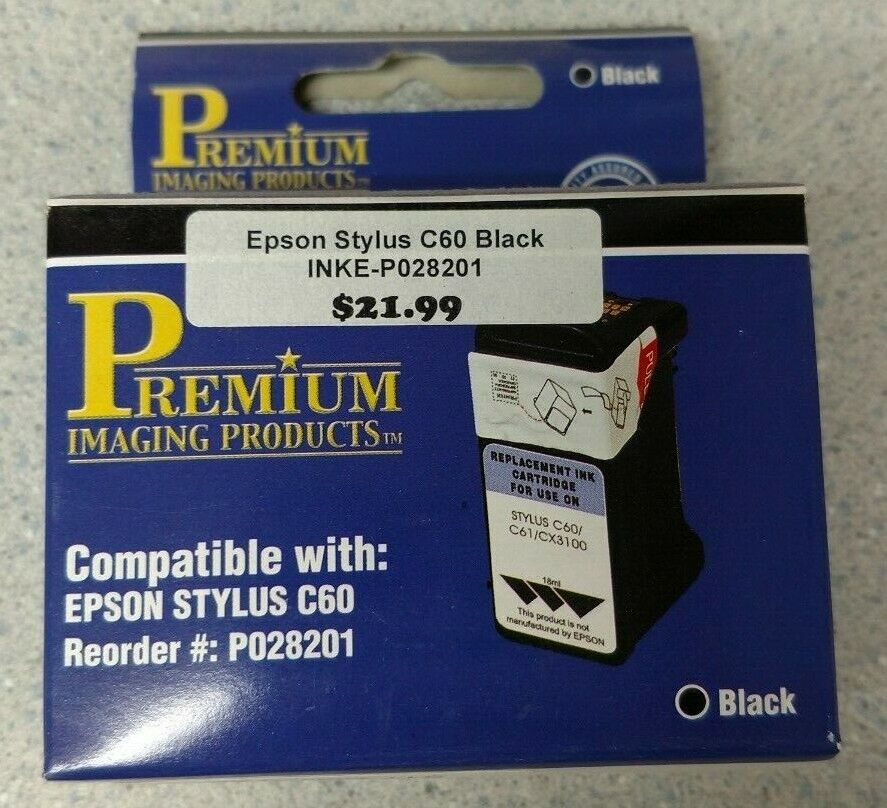 Black
PREMIUM
IMAGING PRODUCTS™
Epson Stylus C60 Black
INKE-P028201
$21.99
PREMIUM
IMAGING PRODUCTS™
REPLACEMENT INK
CARTRIDGE
FOR USE ON
STYLUS C60/
C61/CX3100
18ml
This product is not
manufactured by EPSON
Compatible with:
EPSON STYLUS C60
Reorder #: P028201
Black